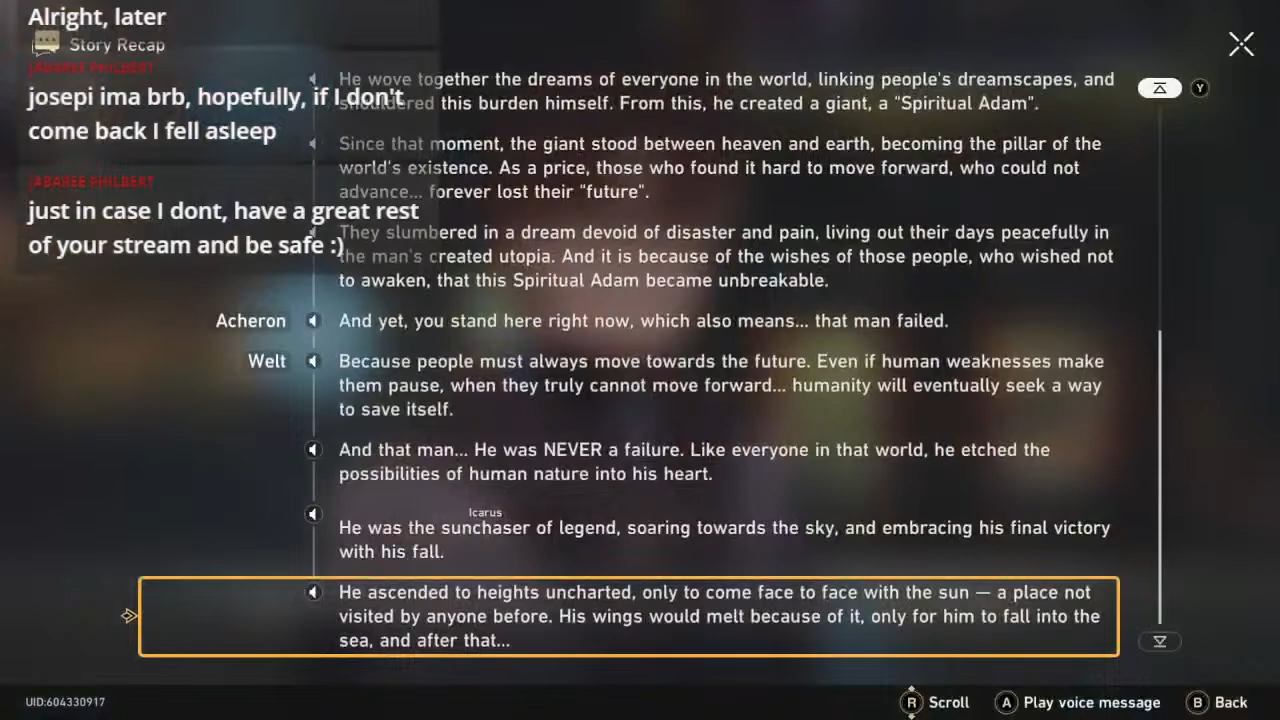 Alright, later
Story Recap
JABAREE PHILBERT
josepi ima brb, hopefully, if I don't
come back I fell asleep
JABAREE PHILBERT
just in case I dont, have a great rest
of your stream and be safe :)
He wove together the dreams of everyone in the world, linking people's dreamscapes, and
shouldered this burden himself. From this, he created a giant, a "Spiritual Adam".
Y
Since that moment, the giant stood between heaven and earth, becoming the pillar of the
world's existence. As a price, those who found it hard to move forward, who could not
advance... forever lost their "future".
They slumbered in a dream devoid of disaster and pain, living out their days peacefully in
the man's created utopia. And it is because of the wishes of those people, who wished not
to awaken, that this Spiritual Adam became unbreakable.
Acheron And yet, you stand here right now, which also means... that man failed.
Welt Because people must always move towards the future. Even if human weaknesses make
them pause, when they truly cannot move forward... humanity will eventually seek a way
to save itself.
And that man... He was NEVER a failure. Like everyone in that world, he etched the
possibilities of human nature into his heart.
Icarus
He was the sunchaser of legend, soaring towards the sky, and embracing his final victory
with his fall.
He ascended to heights uncharted, only to come face to face with the sun — a place not
visited by anyone before. His wings would melt because of it, only for him to fall into the
sea, and after that...
UID:604330917
R Scroll A Play voice message B Back